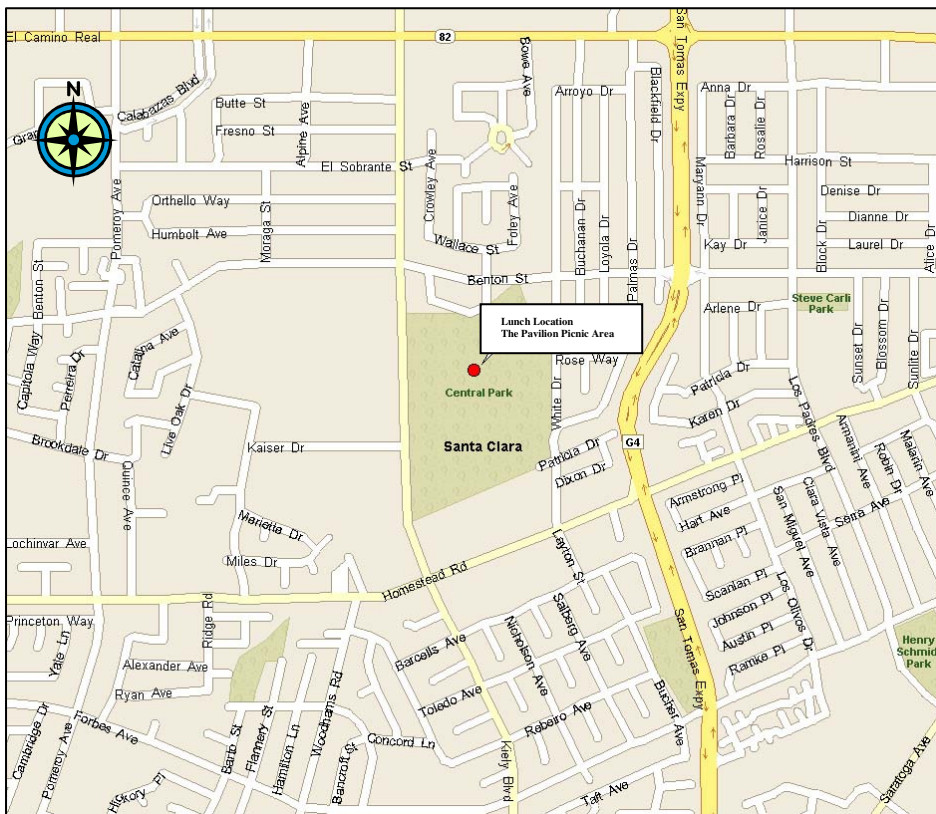 El Camino Real
82
San Tomas Expy
N
Calabazas Blvd
Butte St
Fresno St
Alpine Ave
El Sobrante St
Bowe Ave
Arroyo Dr
Blackfield Dr
Anna Dr
Barbara Dr
Rosalie Dr
Harrison St
Pomeroy Ave
Orthello Way
Humbolt Ave
Moraga St
Crowley Ave
Foley Ave
Wallace St
Buchanan Dr
Loyola Dr
Palmas Dr
Maryann Dr
Janice Dr
Kay Dr
Block Dr
Denise Dr
Dianne Dr
Laurel Dr
Alice Dr
Benton St
Benton St
Arlene Dr
Steve Carli
Park
Lunch Location
The Pavilion Picnic Area
Central Park
Santa Clara
Rose Way
White Dr
Patricia Dr
Karen Dr
Los Padres Blvd
Sunset Dr
Blossom Dr
Sunlite Dr
Capitola Way
Perreira Dr
Catalina Ave
Live Oak Dr
Brookdale Dr
Kaiser Dr
Quince Ave
Patricia Dr
Dixon Dr
G4
Armanini Ave
Robin Dr
Malarin Ave
Armstrong Pl
Hart Ave
Brannan Pl
San Miguel Ave
Clara Vista Ave
Serra Ave
Marietta Dr
Miles Dr
Lochinvar Ave
Homestead Rd
Layton St
Scanlan Pl
Johnson Pl
Austin Pl
Ramke Pl
Los Olivos Dr
San Tomas Expy
Henry
Schmid
Park
Princeton Way
Yate Ln
Ridge Rd
Alexander Ave
Ryan Ave
Barcells Ave
Nicholson Ave
Salberg Ave
Toledo Ave
Rebeiro Ave
Bucher Ave
Woodhams Rd
Cambridge Dr
Pomeroy Ave
Forbes Ave
Hickory Pl
Barto St
Flannery St
Hamilton Ln
Bancroft
Concord Ln
Kiely Blvd
Taft Ave
Saratoga Ave